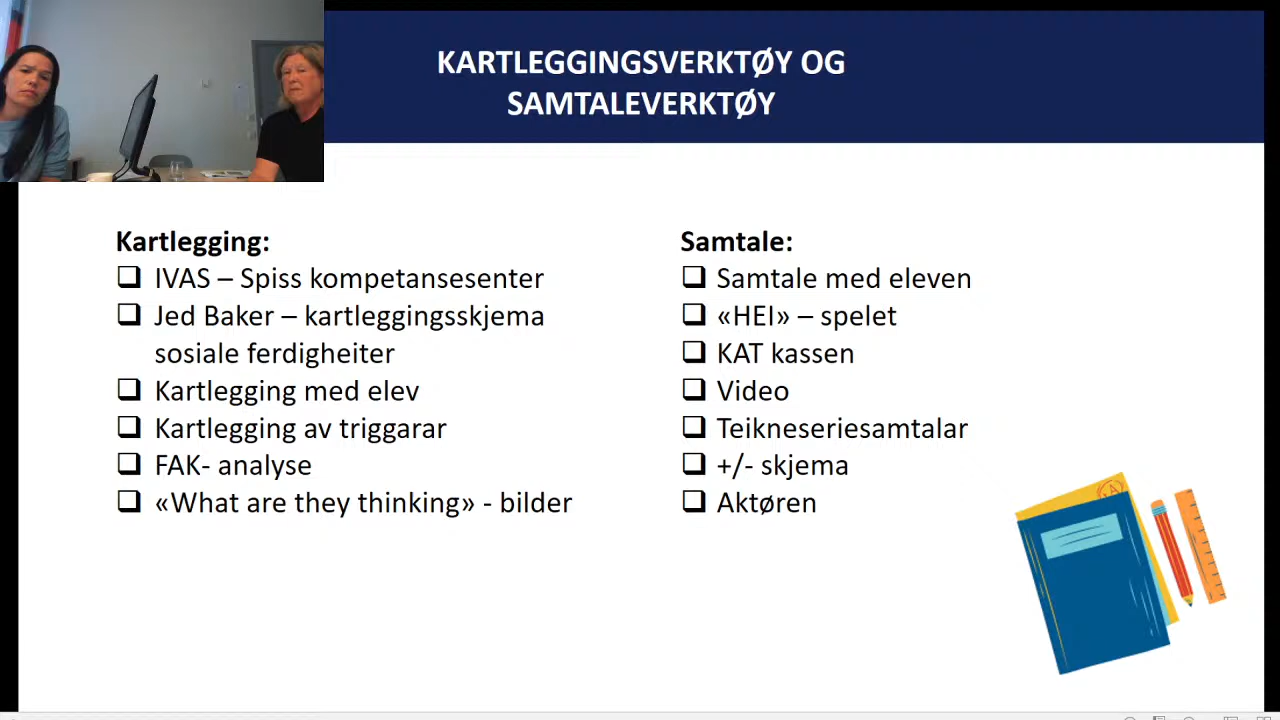 KARTLEGGINGSVERKTØY OG
SAMTALEVERKTØY
Kartlegging:
IVAS – Spiss kompetansesenter
Jed Baker – kartleggingsskjema
sosiale ferdigheiter
Kartlegging med elev
Kartlegging av triggarar
FAK- analyse
«What are they thinking» - bilder
Samtale:
Samtale med eleven
«HEI» – spelet
KAT kassen
Video
Teikneseriesamtalar
+/- skjema
Aktøren